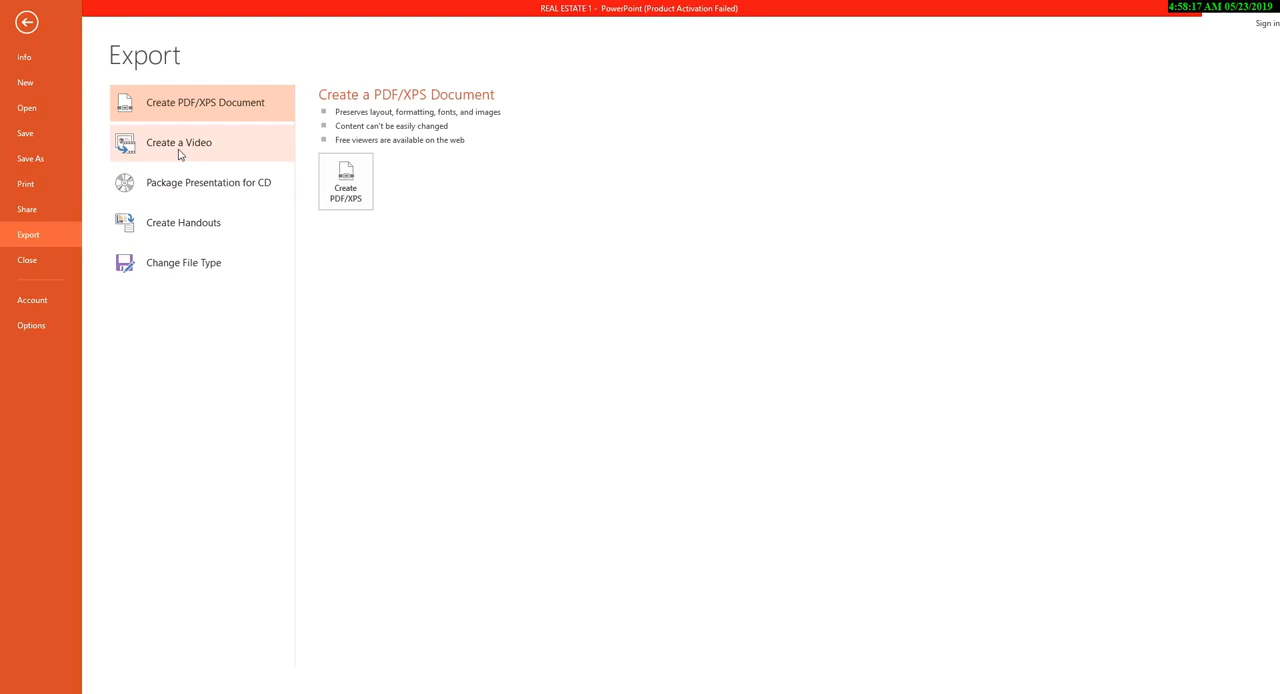 REAL ESTATE 1 - PowerPoint (Product Activation Failed)
4:58:17 AM 05/23/2019
Sign in
Info
New
Open
Save
Save As
Print
Share
Export
Close
Account
Options
Export
Create PDF/XPS Document
Create a Video
Package Presentation for CD
Create Handouts
Change File Type
Create a PDF/XPS Document
Preserves layout, formatting, fonts, and images
Content can't be easily changed
Free viewers are available on the web
Create
PDF/XPS